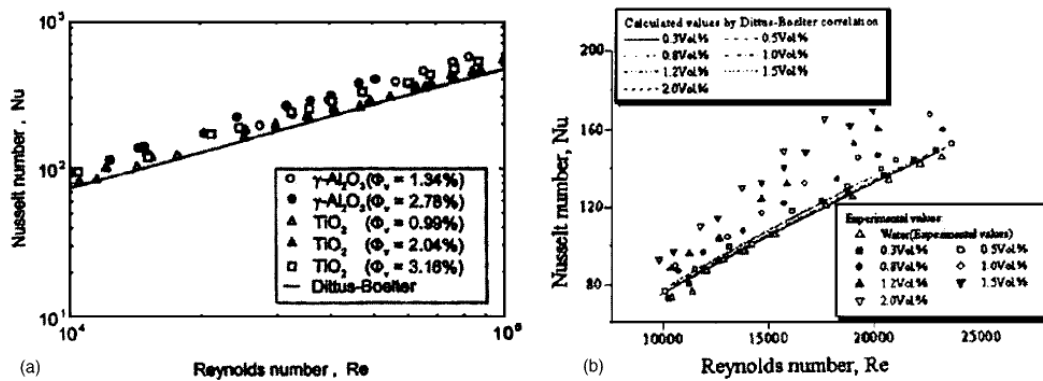 10³
10²
10¹
10⁴
10⁵
Nusselt number, Nu
Reynolds number, Re
γ-Al₂O₃(Φᵥ = 1.34%)
γ-Al₂O₃(Φᵥ = 2.78%)
TiO₂ (Φᵥ = 0.99%)
TiO₂ (Φᵥ = 2.04%)
TiO₂ (Φᵥ = 3.16%)
Dittus-Boelter
(a)
Calculated values by Dittus-Boelter correlation
0.3Vol% 0.5Vol%
0.8Vol% 1.0Vol%
1.2Vol% 1.5Vol%
2.0Vol%
200
160
120
80
Nusselt number, Nu
Experimental values
Water(Experimental values)
0.3Vol% 0.5Vol%
0.8Vol% 1.0Vol%
1.2Vol% 1.5Vol%
2.0Vol%
10000 15000 20000 25000
Reynolds number, Re
(b)